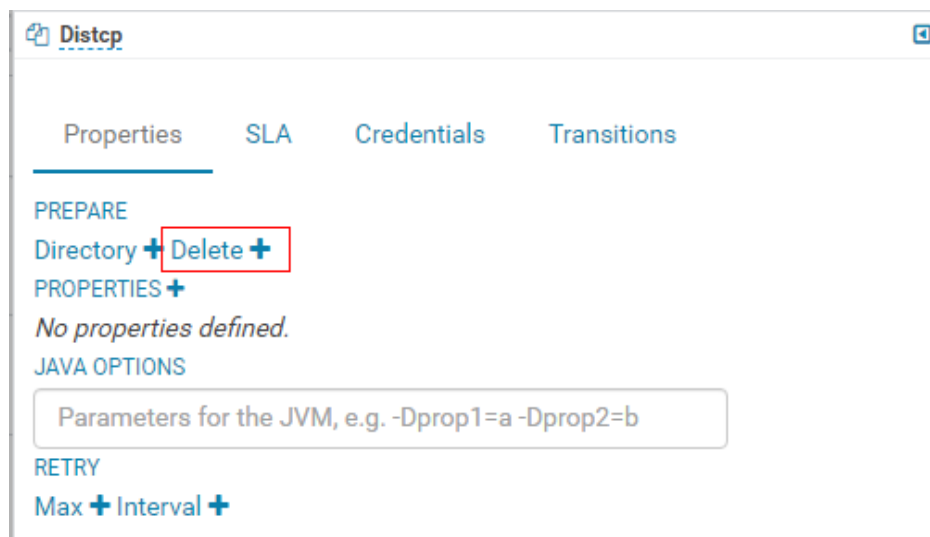 Distcp
Properties SLA Credentials Transitions
PREPARE
Directory + Delete +
PROPERTIES +
No properties defined.
JAVA OPTIONS
Parameters for the JVM, e.g. -Dprop1=a -Dprop2=b
RETRY
Max + Interval +